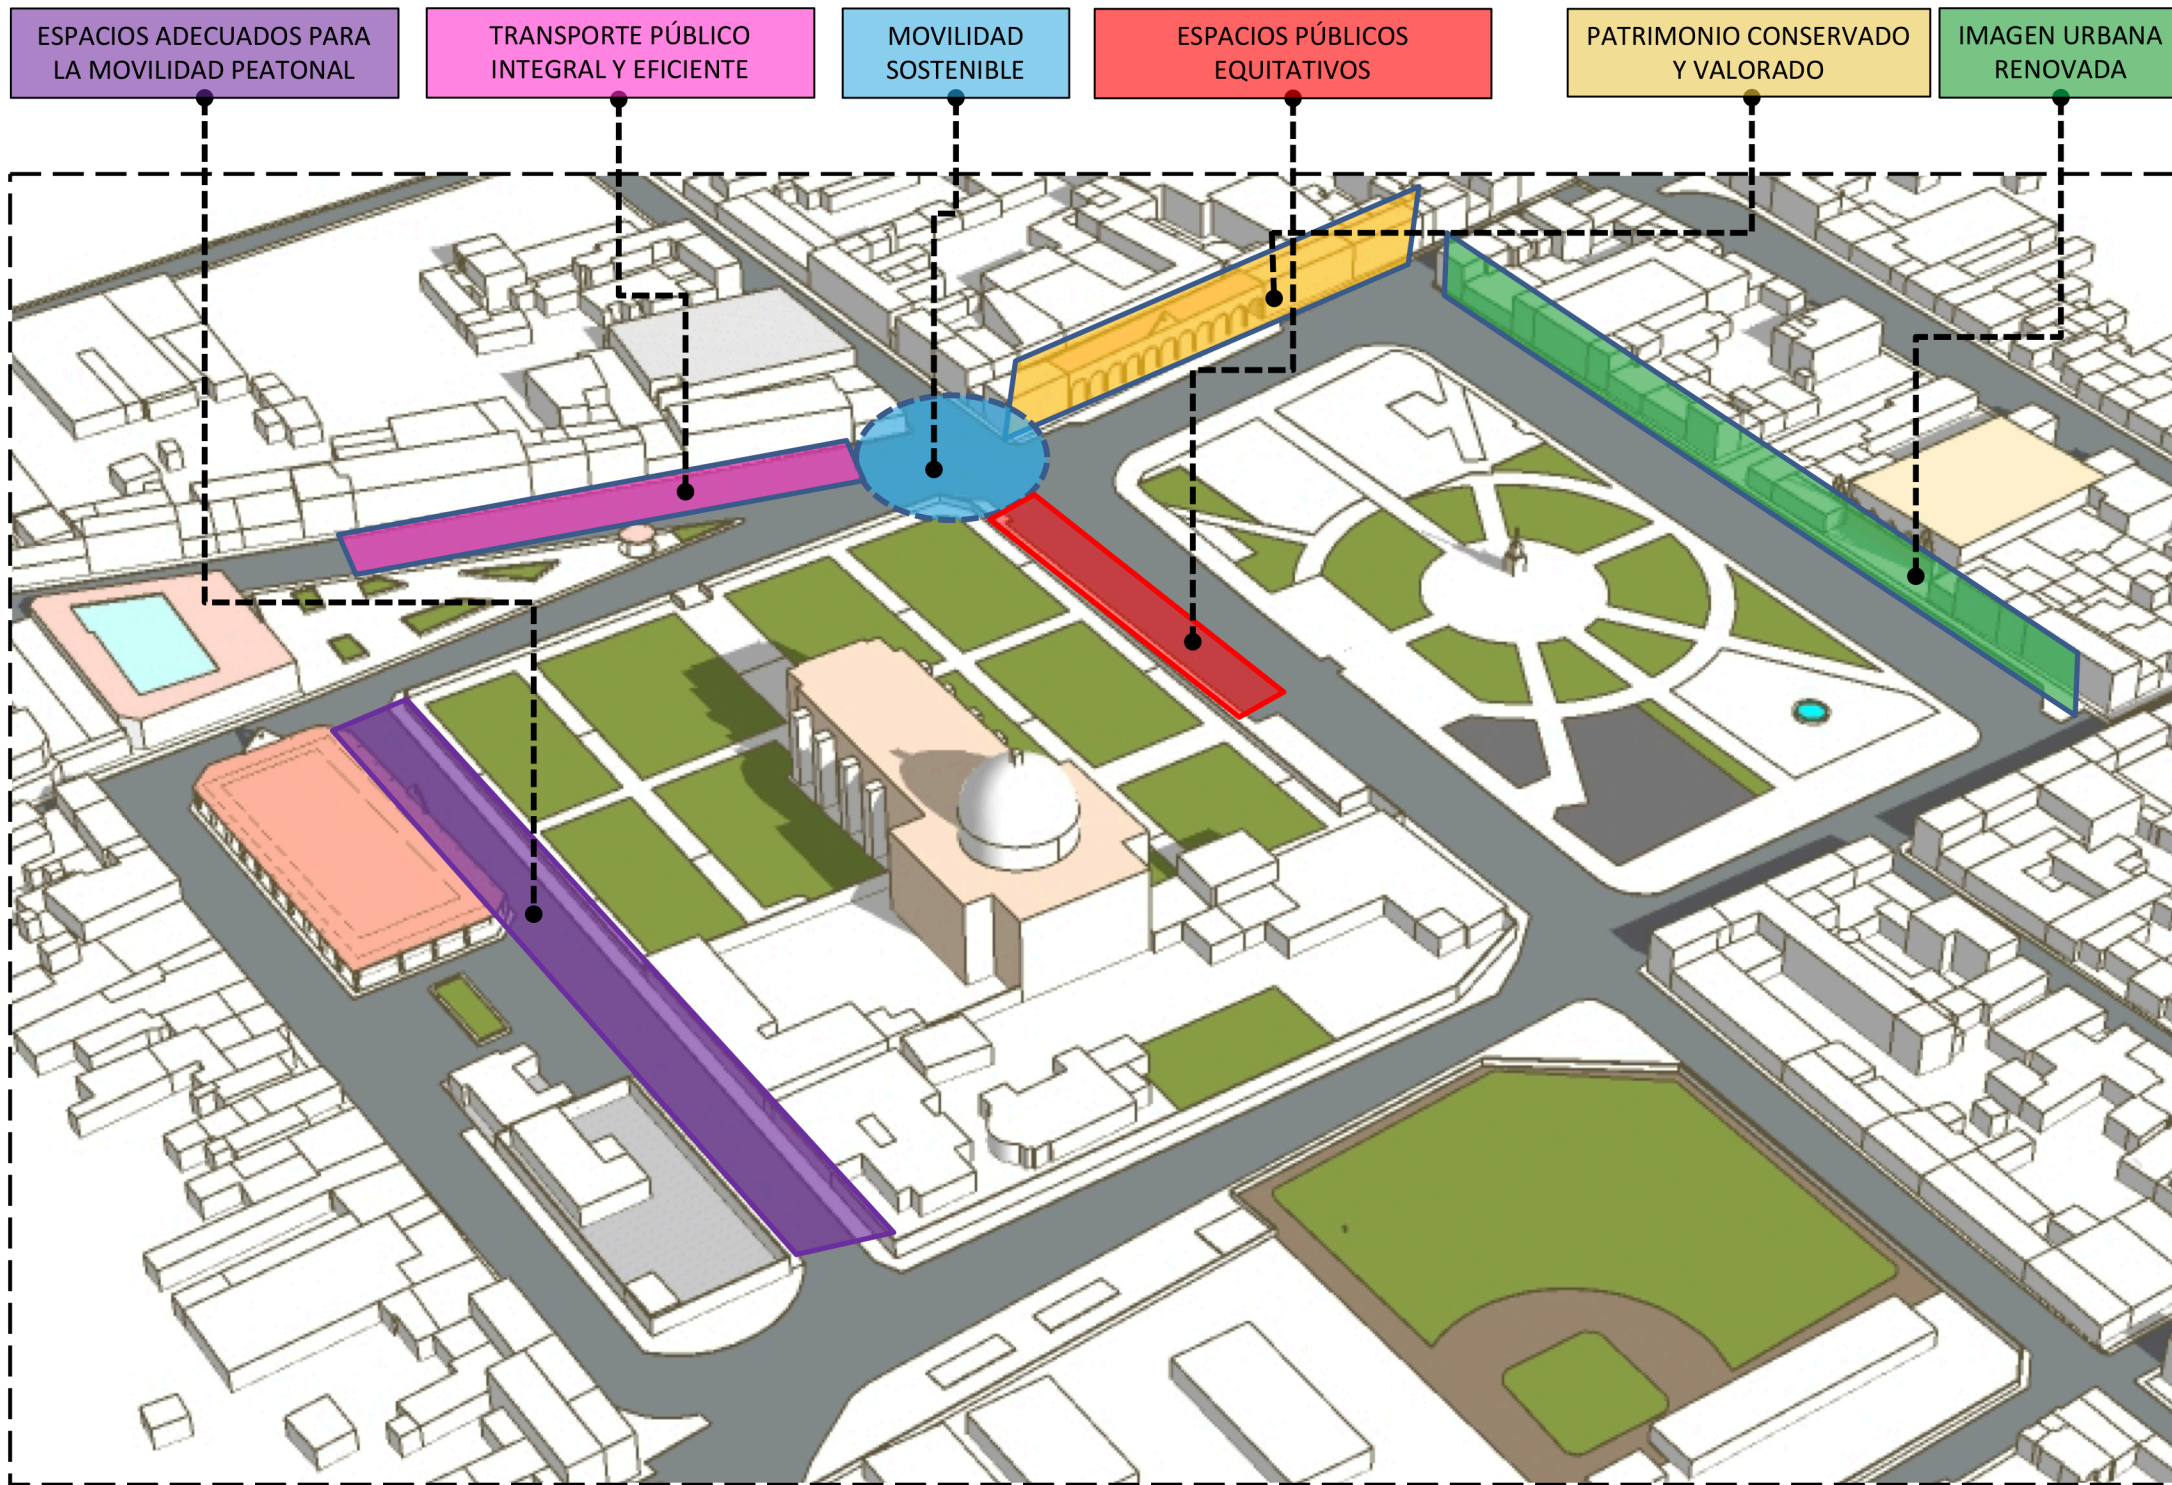 ESPACIOS ADECUADOS PARA
LA MOVILIDAD PEATONAL
TRANSPORTE PÚBLICO
INTEGRAL Y EFICIENTE
MOVILIDAD
SOSTENIBLE
ESPACIOS PÚBLICOS
EQUITATIVOS
PATRIMONIO CONSERVADO
Y VALORADO
IMAGEN URBANA
RENOVADA